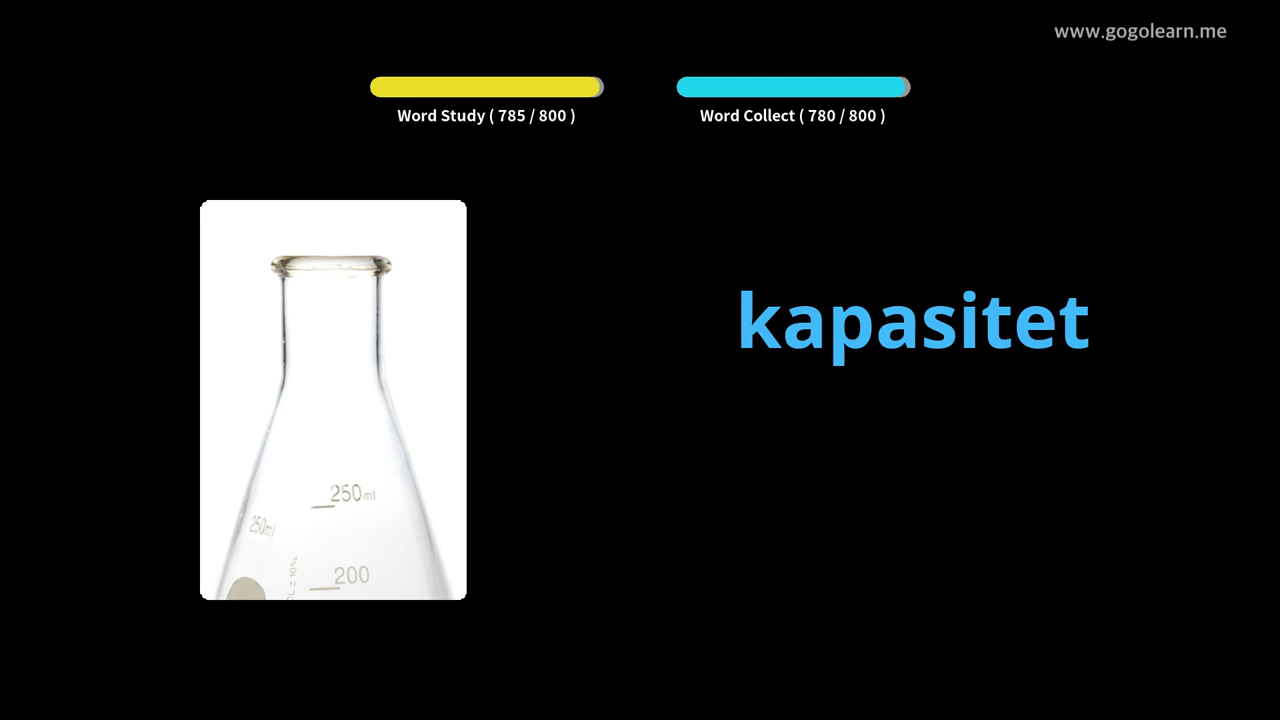 www.gogolearn.me
Word Study ( 785 / 800 )
Word Collect ( 780 / 800 )
kapasitet
250ml
250ml
200